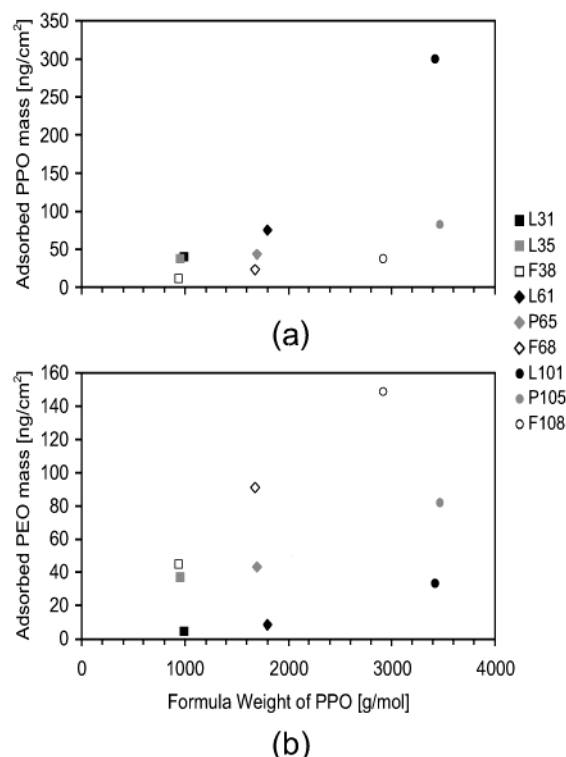 350
300
250
200
150
100
50
0
Adsorbed PPO mass [ng/cm²]
(a)
L31
L35
F38
L61
P65
F68
L101
P105
F108
160
140
120
100
80
60
40
20
0
Adsorbed PEO mass [ng/cm²]
0 1000 2000 3000 4000
Formula Weight of PPO [g/mol]
(b)